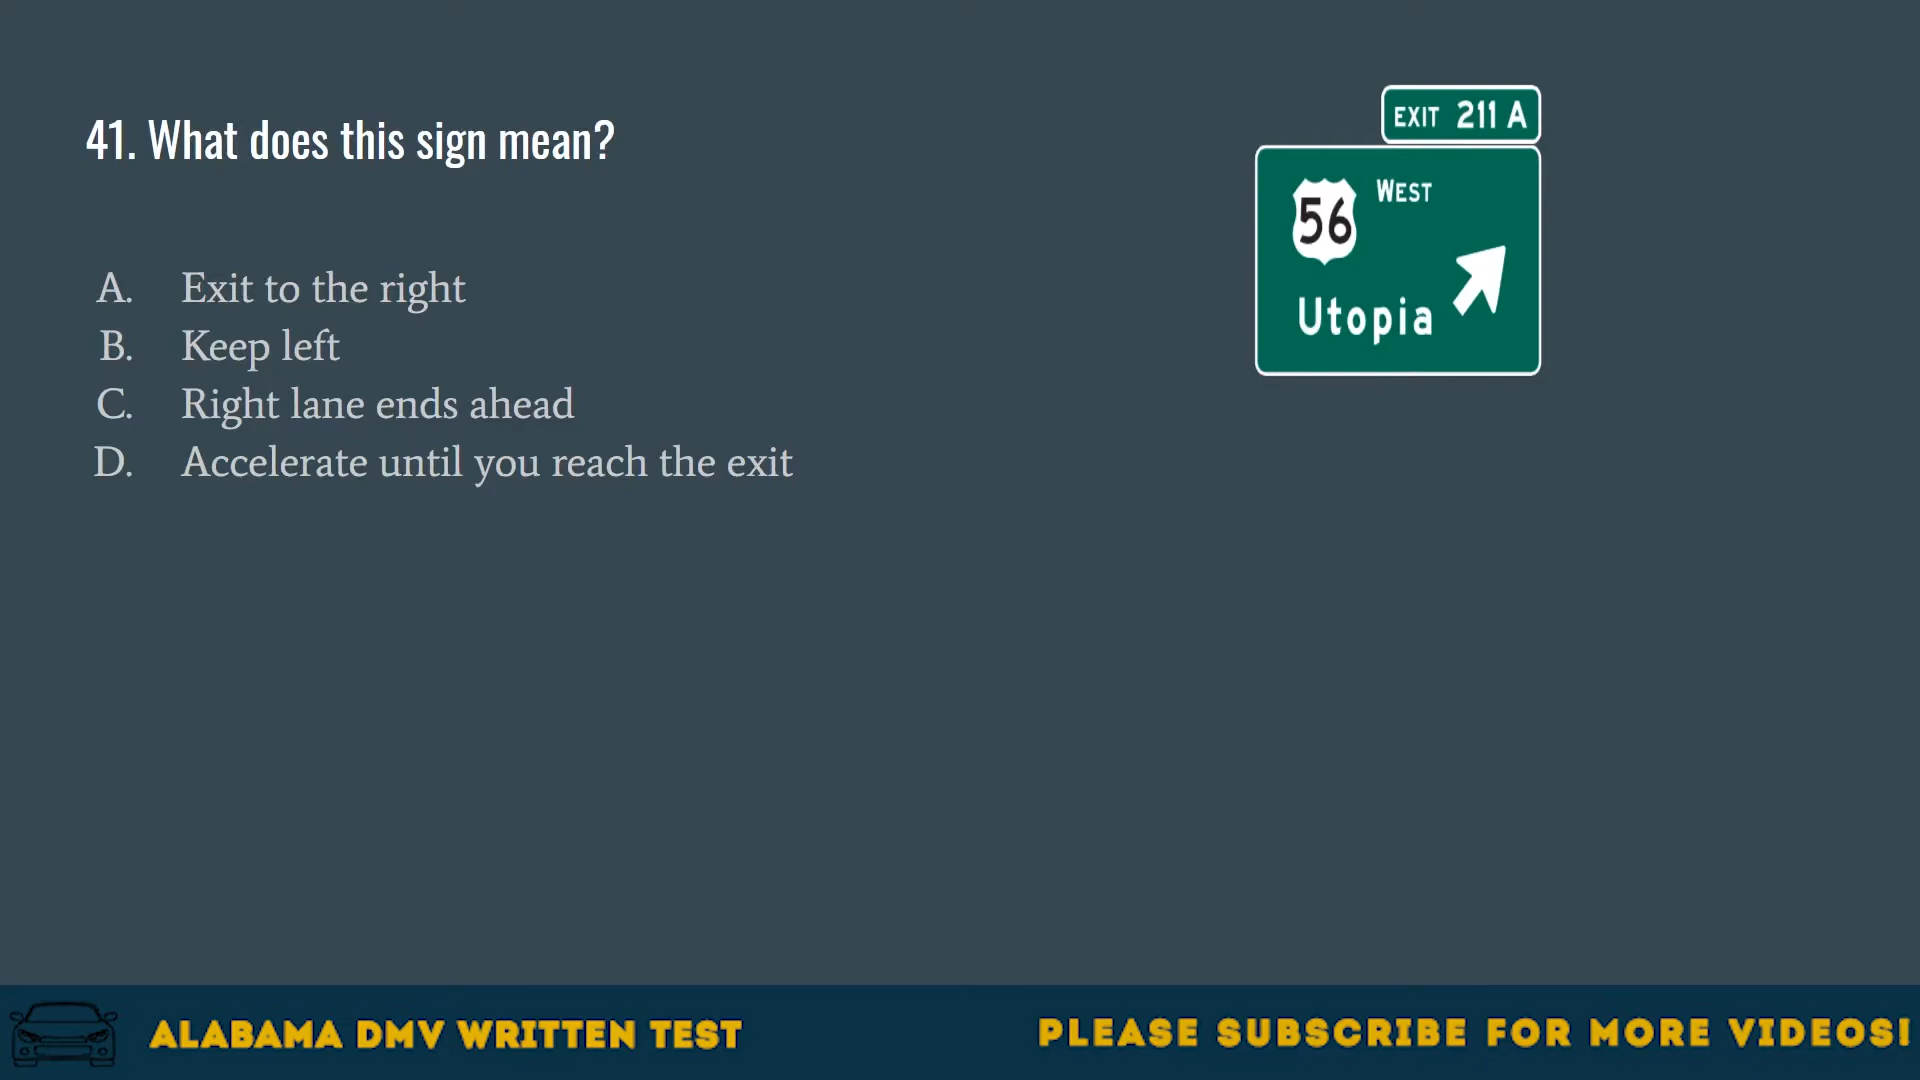 41. What does this sign mean?
A. Exit to the right
B. Keep left
C. Right lane ends ahead
D. Accelerate until you reach the exit
EXIT 211 A
56 WEST
Utopia
ALABAMA DMV WRITTEN TEST
PLEASE SUBSCRIBE FOR MORE VIDEOS!